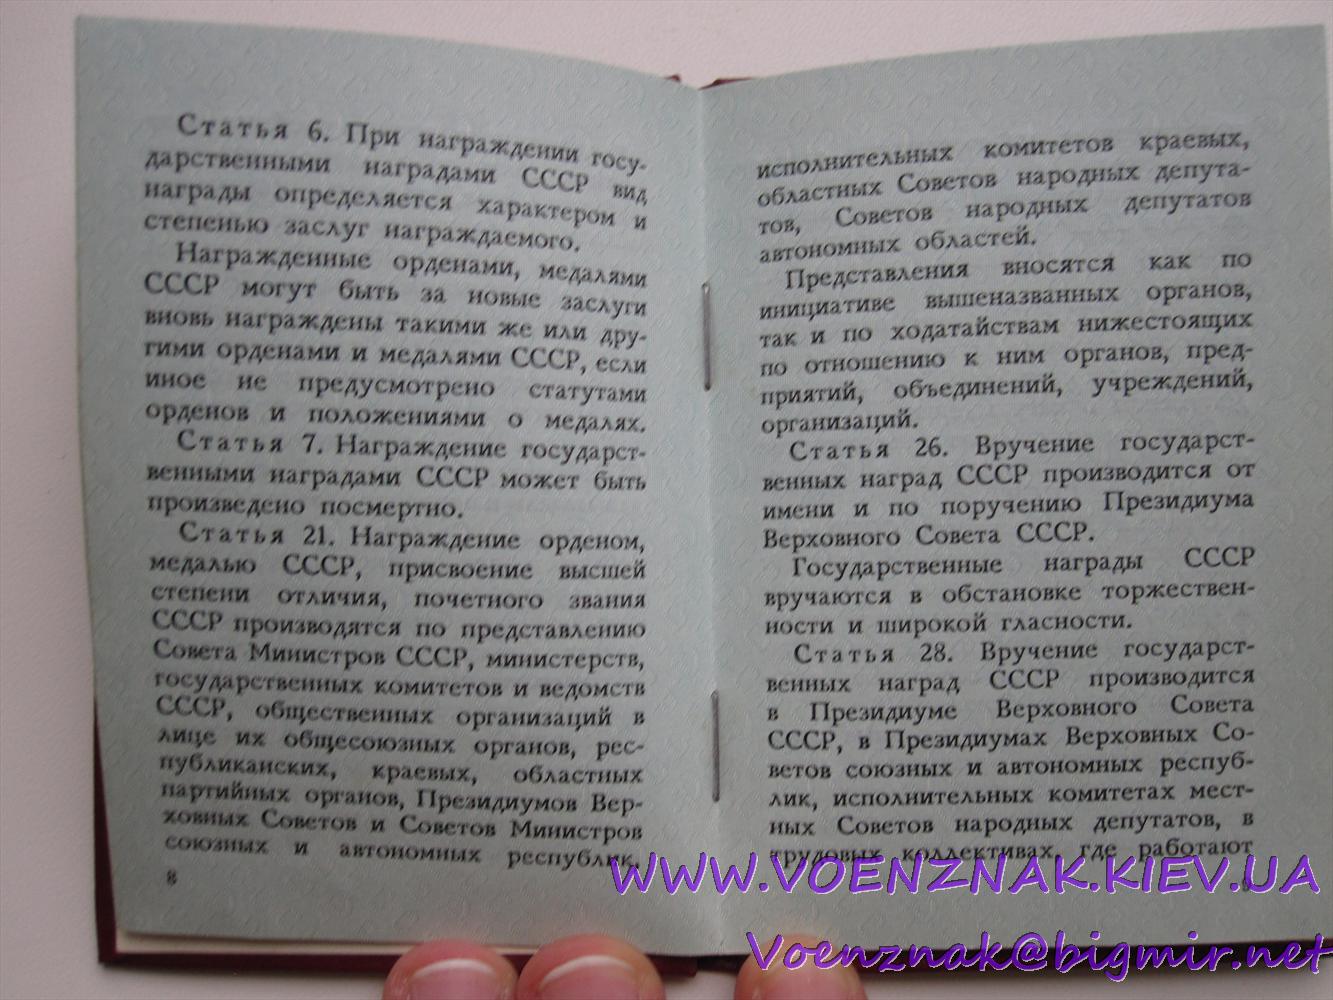 Статья 6. При награждении госу-
дарственными наградами СССР вид
награды определяется характером и
степенью заслуг награждаемого.
Награжденные орденами, медалями
СССР могут быть за новые заслуги
вновь награждены такими же или дру-
гими орденами и медалями СССР, если
иное не предусмотрено статутами
орденов и положениями о медалях.
Статья 7. Награждение государст-
венными наградами СССР может быть
произведено посмертно.
Статья 21. Награждение орденом,
медалью СССР, присвоение высшей
степени отличия, почетного звания
СССР производятся по представлению
Совета Министров СССР, министерств,
государственных комитетов и ведомств
СССР, общественных организаций в
лице их общесоюзных органов, рес-
публиканских, краевых, областных
партийных органов, Президиумов Вер-
ховных Советов и Советов Министров
союзных и автономных республик,
8
исполнительных комитетов краевых,
областных Советов народных депута-
тов, Советов народных депутатов
автономных областей.
Представления вносятся как по
инициативе вышеназванных органов,
так и по ходатайствам нижестоящих
по отношению к ним органов, пред-
приятий, объединений, учреждений,
организаций.
Статья 26. Вручение государст-
венных наград СССР производится от
имени и по поручению Президиума
Верховного Совета СССР.
Государственные награды СССР
вручаются в обстановке торжествен-
ности и широкой гласности.
Статья 28. Вручение государст-
венных наград СССР производится
в Президиуме Верховного Совета
СССР, в Президиумах Верховных Со-
ветов союзных и автономных респуб-
лик, исполнительных комитетах мест-
ных Советов народных депутатов, в
трудовых коллективах, где работают
9
WWW.VOENZNAK.KIEV.UA
Voenznak@bigmir.net